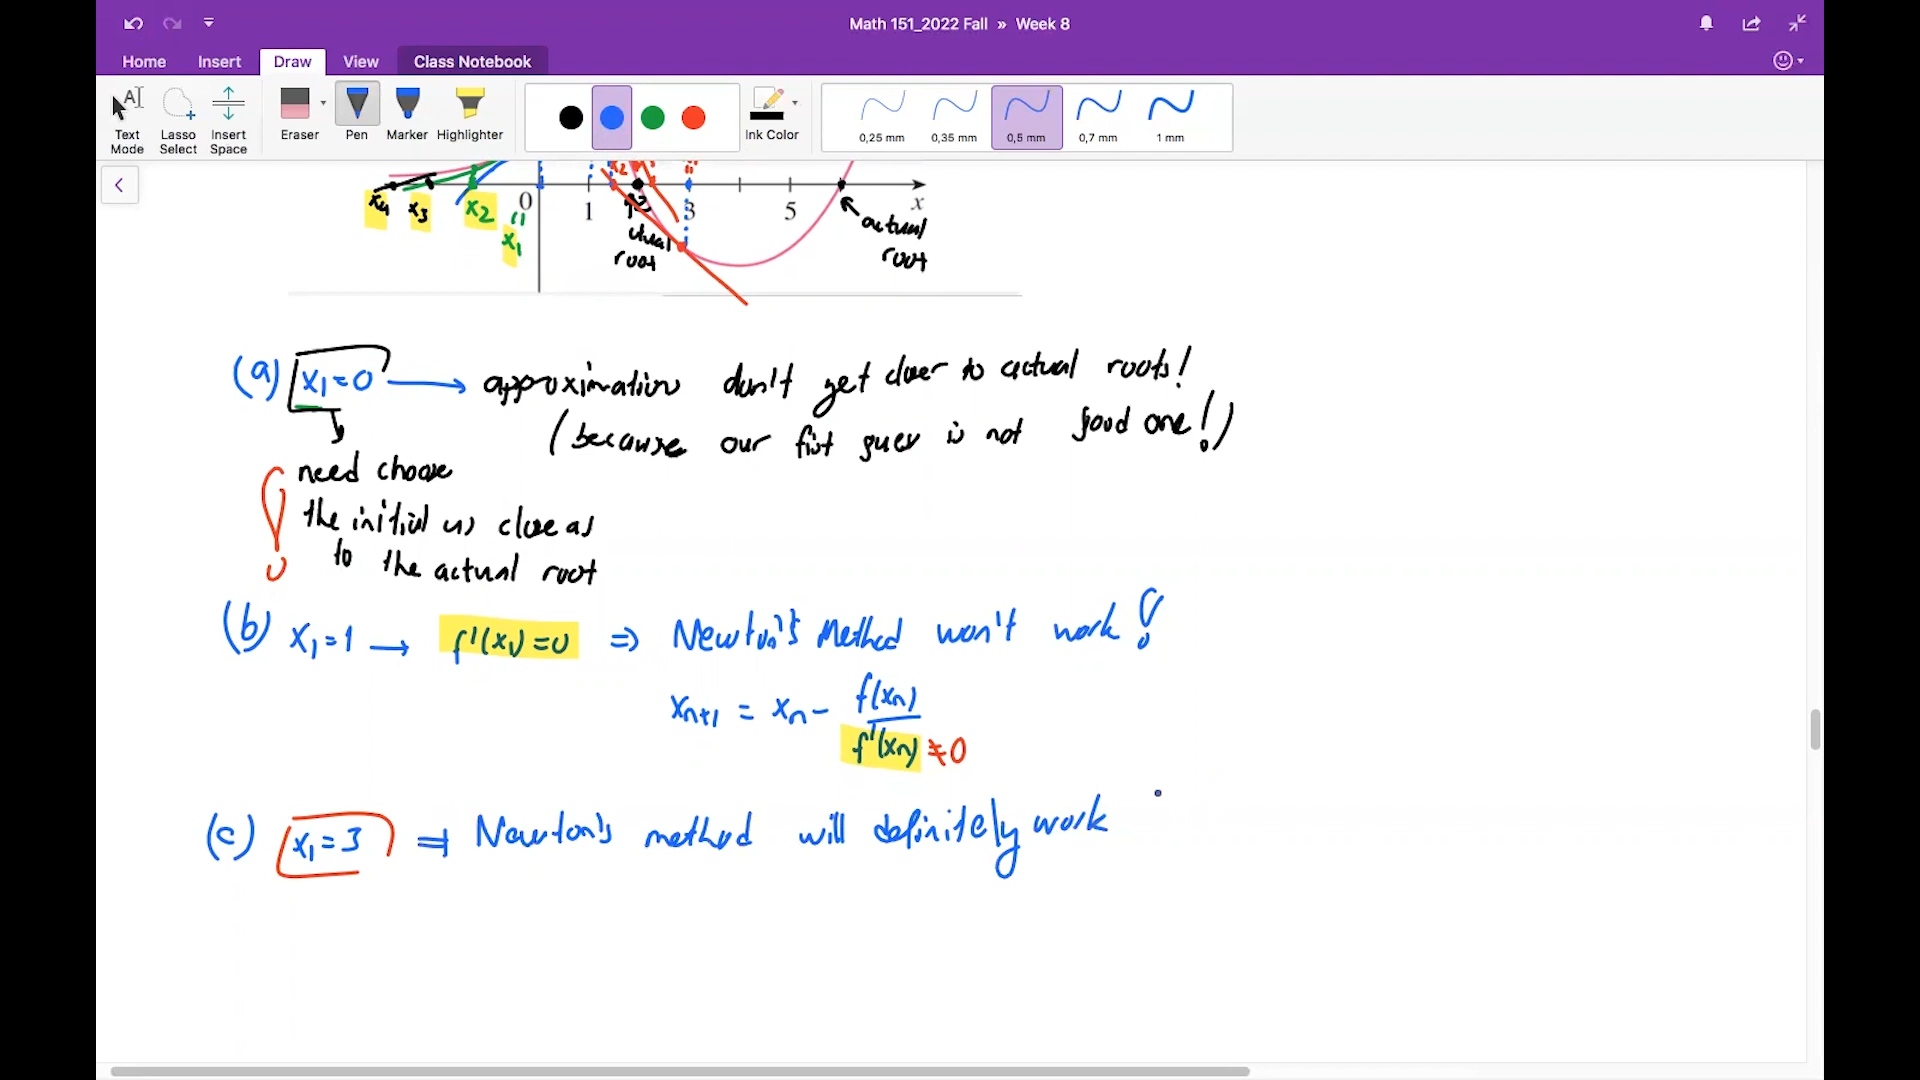 Math 151_2022 Fall » Week 8
Home Insert Draw View Class Notebook
Text Mode
Lasso Select
Insert Space
Eraser
Pen
Marker
Highlighter
Ink Color
0,25 mm
0,35 mm
0,5 mm
0,7 mm
1 mm
x2
x4 x3 x2 0 1 3 5 x
"
x1
actual root
actual root
(a) x1=0 → approximation don't get closer to actual roots!
(because our first guess is not good one!)
need choose
the initial as close as
to the actual root
(b) x1=1 → f'(x1)=0 ⇒ Newton's Method won't work!
xn+1 = xn - f(xn)
f'(xn) ≠0
(c) x1=3 ⇒ Newton's method will definitely work